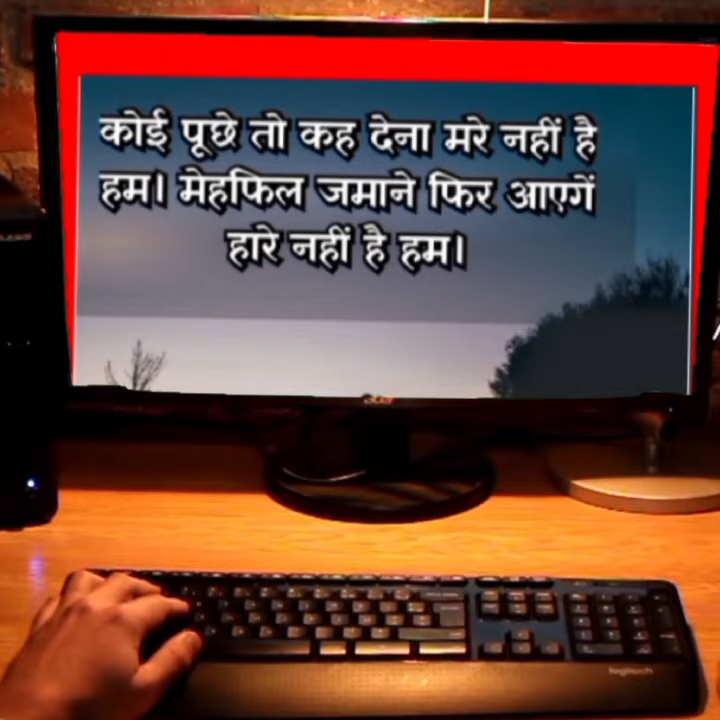 कोई पूछे तो कह देना मरे नहीं है
हम। मेहफिल जमाने फिर आएगें
हारे नहीं है हम।
acer
logitech